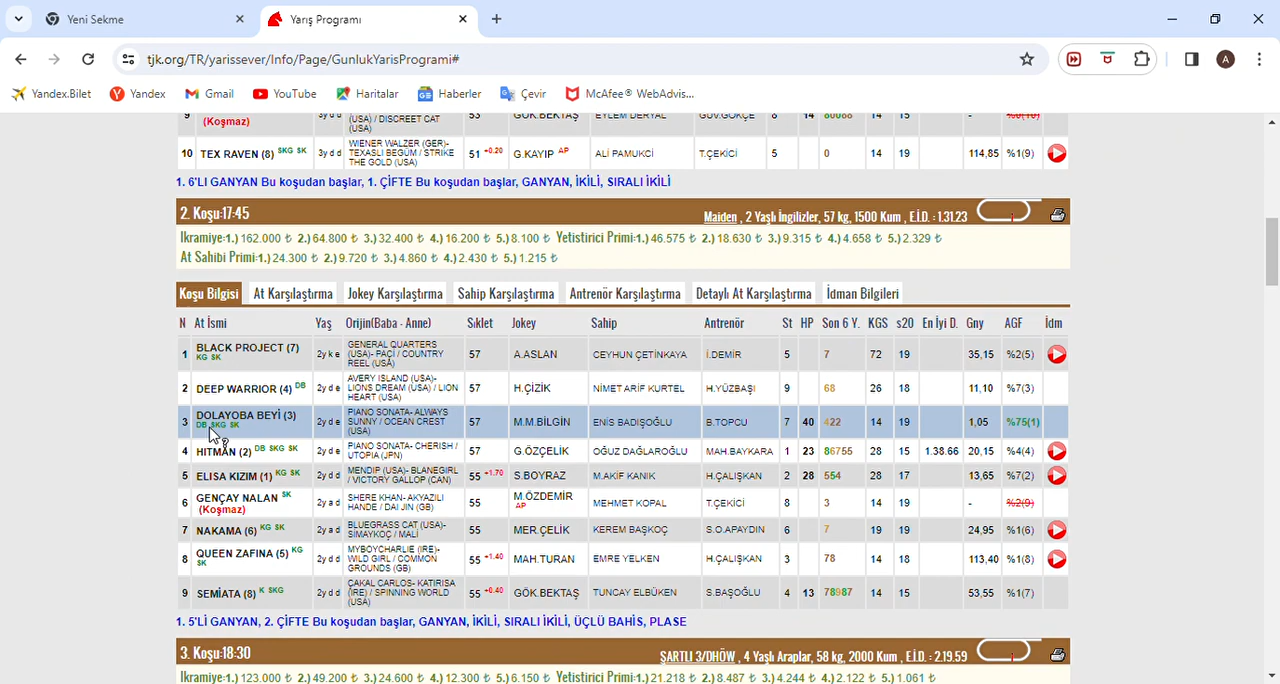 Yeni Sekme
Yarış Programı
tjk.org/TR/yarissever/Info/Page/GunlukYarisProgrami#
A
Yandex.Bilet Yandex Gmail YouTube Haritalar Haberler Çevir McAfee® WebAdvis...
9 (Koşmaz) 3y d d (USA) / DISCREET CAT (USA) 53 GÖK.BEKTAŞ EYLEM DERYAL GÜV.GÖKÇE 8 14 14 15 -
10 TEX RAVEN (8) SKG SK 3y d d WIENER WALZER (GER)- TEXASLI BEGÜM / STRIKE THE GOLD (USA) 51 +0.20 G.KAYIP AP ALİ PAMUKCİ T.ÇEKİCİ 5 0 14 19 114,85 %1(9)
1. 6'LI GANYAN Bu koşudan başlar, 1. ÇİFTE Bu koşudan başlar, GANYAN, İKİLİ, SIRALI İKİLİ
2. Koşu:17:45 Maiden , 2 Yaşlı İngilizler, 57 kg, 1500 Kum , E.İ.D. : 1.31.23
İkramiye:1.) 162.000 ₺ 2.) 64.800 ₺ 3.) 32.400 ₺ 4.) 16.200 ₺ 5.) 8.100 ₺ Yetistirici Primi:1.) 46.575 ₺ 2.) 18.630 ₺ 3.) 9.315 ₺ 4.) 4.658 ₺ 5.) 2.329 ₺
At Sahibi Primi:1.) 24.300 ₺ 2.) 9.720 ₺ 3.) 4.860 ₺ 4.) 2.430 ₺ 5.) 1.215 ₺
Koşu Bilgisi At Karşılaştırma Jokey Karşılaştırma Sahip Karşılaştırma Antrenör Karşılaştırma Detaylı At Karşılaştırma İdman Bilgileri
N At İsmi Yaş Orijin(Baba - Anne) Sıklet Jokey Sahip Antrenör St HP Son 6 Y. KGS s20 En İyi D. Gny AGF İdm
1 BLACK PROJECT (7) KG SK 2y k e GENERAL QUARTERS (USA)- PAÇİ / COUNTRY REEL (USA) 57 A.ASLAN CEYHUN ÇETİNKAYA İ.DEMİR 5 7 72 19 35,15 %2(5)
2 DEEP WARRIOR (4) DB 2y d e AVERY ISLAND (USA)- LIONS DREAM (USA) / LION HEART (USA) 57 H.ÇİZİK NİMET ARİF KURTEL H.YÜZBAŞI 9 68 26 18 11,10 %7(3)
3 DOLAYOBA BEYİ (3) DB SKG SK 2y d e PIANO SONATA- ALWAYS SUNNY / OCEAN CREST (USA) 57 M.M.BİLGİN ENİS BADIŞOĞLU B.TOPCU 7 40 422 14 19 1,05 %75(1)
4 HITMAN (2) DB SKG SK 2y d e PIANO SONATA- CHERISH / UTOPIA (JPN) 57 G.ÖZÇELİK OĞUZ DAĞLAROĞLU MAH.BAYKARA 1 23 86755 28 15 1.38.66 20,15 %4(4)
5 ELISA KIZIM (1) KG SK 2y a d MENDIP (USA)- BLANEGIRL / VICTORY GALLOP (CAN) 55 +1.70 S.BOYRAZ M.AKİF KANIK H.ÇALIŞKAN 2 28 554 28 17 13,65 %7(2)
6 GENÇAY NALAN SK (Koşmaz) 2y a d SHERE KHAN- AKYAZILI HANDE / DAI JIN (GB) 55 M.ÖZDEMİR AP MEHMET KOPAL T.ÇEKİCİ 8 3 14 19 - %2(9)
7 NAKAMA (6) KG SK 2y a d BLUEGRASS CAT (USA)- SIMAYKOÇ / MALİ 55 MER.ÇELİK KEREM BAŞKOÇ S.O.APAYDIN 6 7 19 19 24,95 %1(6)
8 QUEEN ZAFINA (5) KG SK 2y d d MYBOYCHARLIE (IRE)- WILD GIRL / COMMON GROUNDS (GB) 55 +1.40 MAH.TURAN EMRE YELKEN H.ÇALIŞKAN 3 78 14 18 113,40 %1(8)
9 SEMİATA (8) K SKG 2y d d ÇAKAL CARLOS- KATIRISA (IRE) / SPINNING WORLD (USA) 55 +0.40 GÖK.BEKTAŞ TUNCAY ELBÜKEN S.BAŞOĞLU 4 13 78987 14 15 53,55 %1(7)
1. 5'Lİ GANYAN, 2. ÇİFTE Bu koşudan başlar, GANYAN, İKİLİ, SIRALI İKİLİ, ÜÇLÜ BAHİS, PLASE
3. Koşu:18:30 ŞARTLI 3/DHÖW , 4 Yaşlı Araplar, 58 kg, 2000 Kum , E.İ.D. : 2.19.59
İkramiye:1.) 123.000 ₺ 2.) 49.200 ₺ 3.) 24.600 ₺ 4.) 12.300 ₺ 5.) 6.150 ₺ Yetistirici Primi:1.) 21.218 ₺ 2.) 8.487 ₺ 3.) 4.244 ₺ 4.) 2.122 ₺ 5.) 1.061 ₺